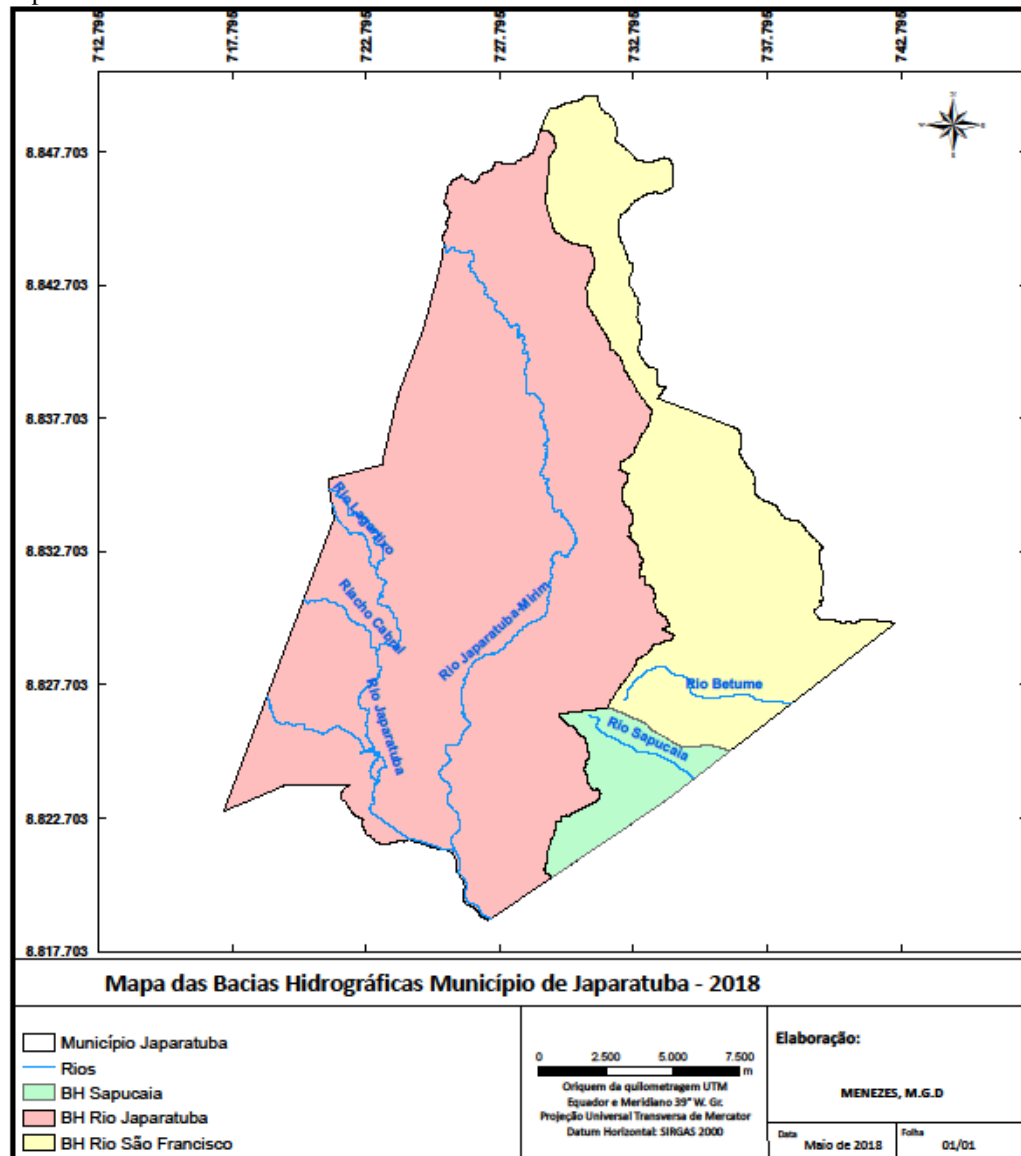 712.795
717.795
722.795
727.795
732.795
737.795
742.795
8.847.703
8.842.703
8.837.703
8.832.703
8.827.703
8.822.703
8.817.703
Rio Lagartixo
Riacho Cabral
Rio Japaratuba-Mirim
Rio Japaratuba
Rio Betume
Rio Sapucaia
Mapa das Bacias Hidrográficas Município de Japaratuba - 2018
Município Japaratuba
Rios
BH Sapucaia
BH Rio Japaratuba
BH Rio São Francisco
0 2.500 5.000 7.500
m
Origuem da quilometragem UTM
Equador e Meridiano 39° W. Gr.
Projeção Universal Transversa de Mercator
Datum Horizontal: SIRGAS 2000
Elaboração:
MENEZES, M.G.D
Data
Maio de 2018
Folha
01/01